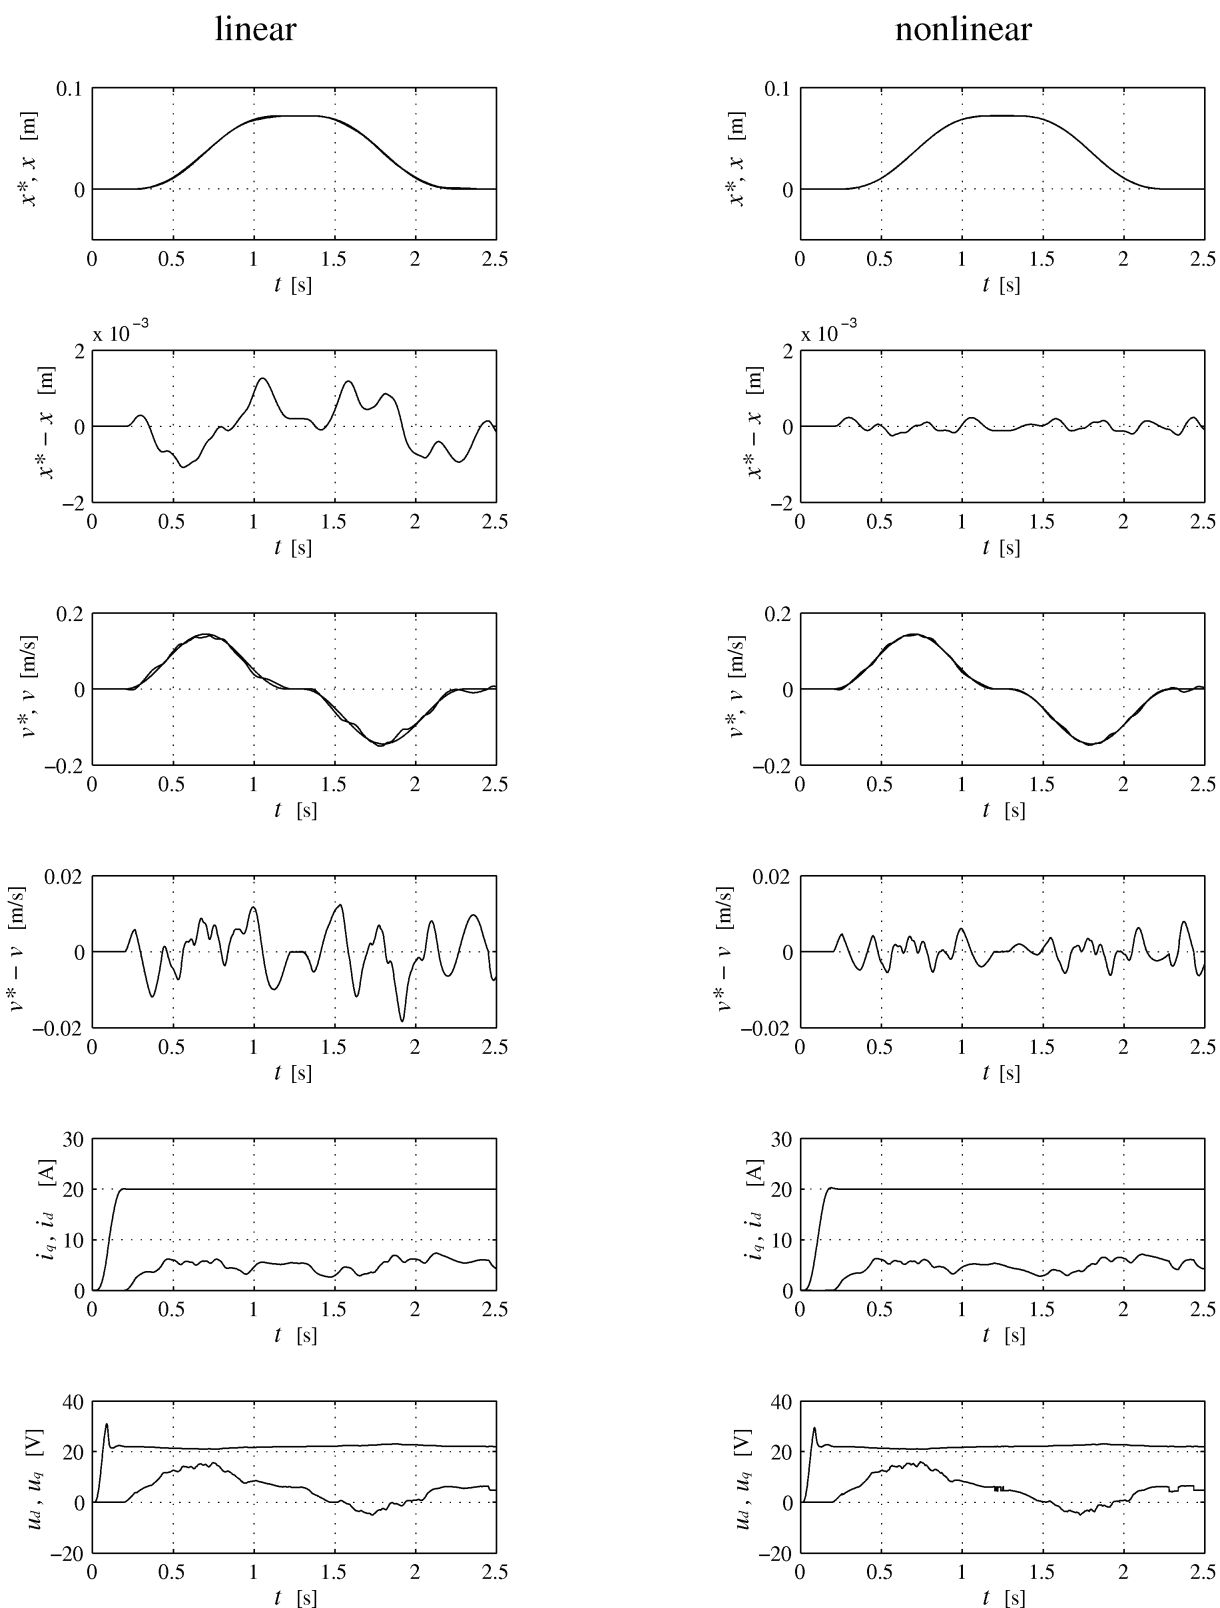 linear
nonlinear
0.1
0
x*, x [m]
0 0.5 1 1.5 2 2.5
t [s]
0.1
0
x*, x [m]
0 0.5 1 1.5 2 2.5
t [s]
x 10⁻³
2
0
−2
x* − x [m]
0 0.5 1 1.5 2 2.5
t [s]
x 10⁻³
2
0
−2
x* − x [m]
0 0.5 1 1.5 2 2.5
t [s]
0.2
0
−0.2
v*, v [m/s]
0 0.5 1 1.5 2 2.5
t [s]
0.2
0
−0.2
v*, v [m/s]
0 0.5 1 1.5 2 2.5
t [s]
0.02
0
−0.02
v* − v [m/s]
0 0.5 1 1.5 2 2.5
t [s]
0.02
0
−0.02
v* − v [m/s]
0 0.5 1 1.5 2 2.5
t [s]
30
20
10
0
i_q, i_d [A]
0 0.5 1 1.5 2 2.5
t [s]
30
20
10
0
i_q, i_d [A]
0 0.5 1 1.5 2 2.5
t [s]
40
20
0
−20
u_d, u_q [V]
0 0.5 1 1.5 2 2.5
t [s]
40
20
0
−20
u_d, u_q [V]
0 0.5 1 1.5 2 2.5
t [s]